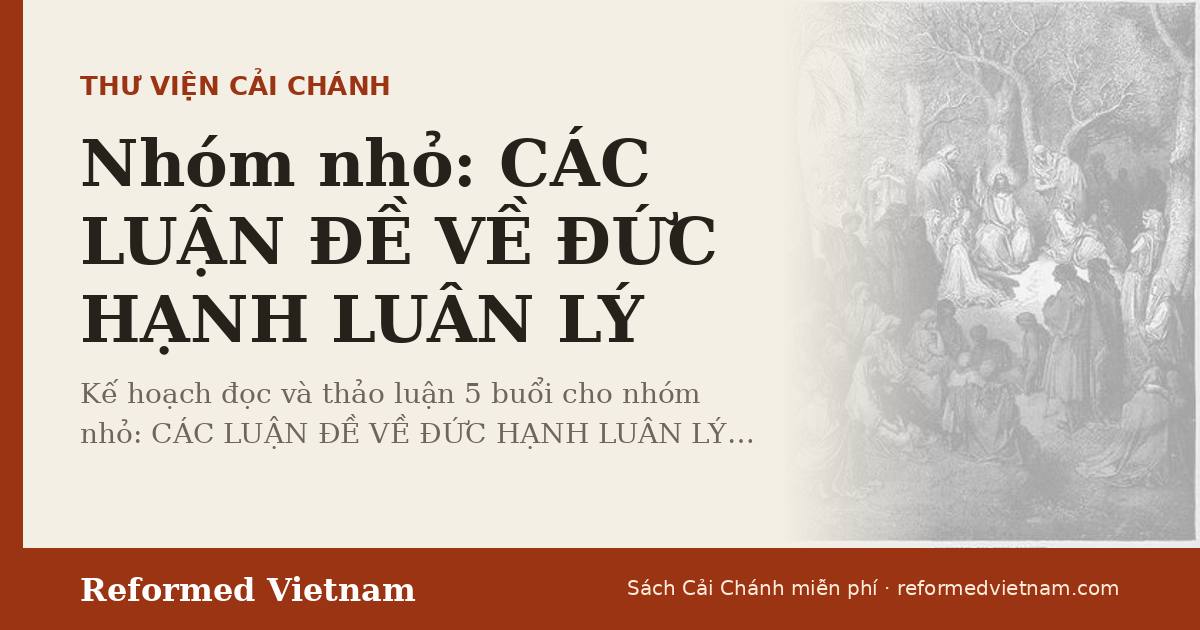 THƯ VIỆN CẢI CHÁNH
Nhóm nhỏ: CÁC
LUẬN ĐỀ VỀ ĐỨC
HẠNH LUÂN LÝ
Kế hoạch đọc và thảo luận 5 buổi cho nhóm
nhỏ: CÁC LUẬN ĐỀ VỀ ĐỨC HẠNH LUÂN LÝ…
Reformed Vietnam
Sách Cải Chánh miễn phí · reformedvietnam.com